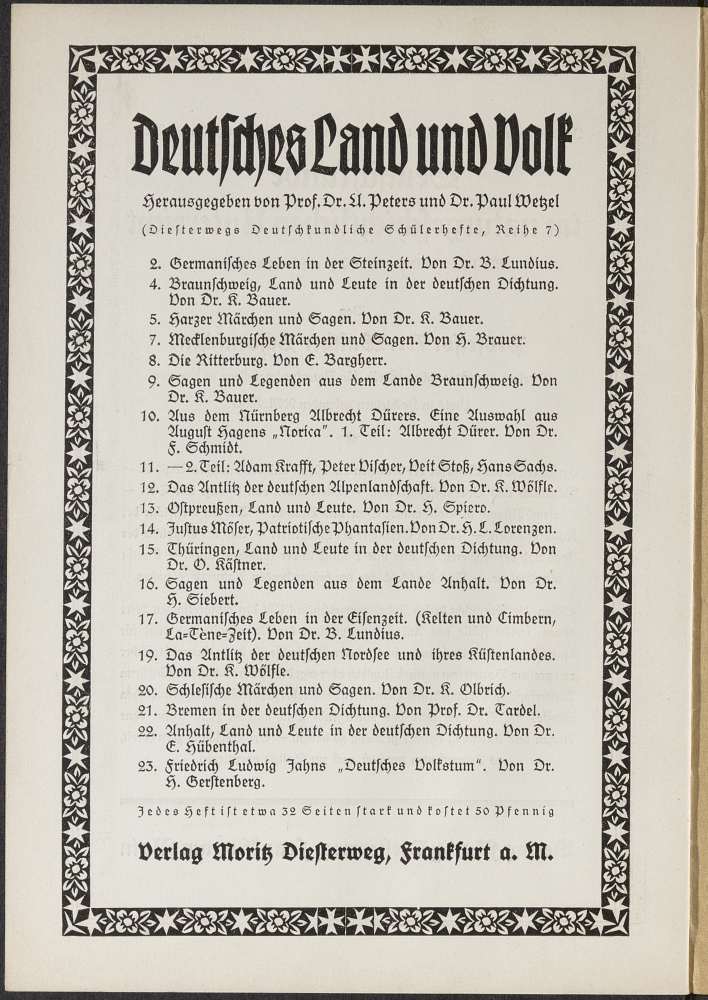 Deutsches Land und Volk
Herausgegeben von Prof. Dr. U. Peters und Dr. Paul Wetzel
(Diesterwegs Deutschkundliche Schülerhefte, Reihe 7)
2. Germanisches Leben in der Steinzeit. Von Dr. B. Lundius.
4. Braunschweig, Land und Leute in der deutschen Dichtung.
Von Dr. K. Bauer.
5. Harzer Märchen und Sagen. Von Dr. K. Bauer.
7. Mecklenburgische Märchen und Sagen. Von H. Brauer.
8. Die Ritterburg. Von E. Bargherr.
9. Sagen und Legenden aus dem Lande Braunschweig. Von
Dr. K. Bauer.
10. Aus dem Nürnberg Albrecht Dürers. Eine Auswahl aus
August Hagens „Norica". 1. Teil: Albrecht Dürer. Von Dr.
F. Schmidt.
11. — 2. Teil: Adam Krafft, Peter Vischer, Veit Stoß, Hans Sachs.
12. Das Antlitz der deutschen Alpenlandschaft. Von Dr. K. Wölfle.
13. Ostpreußen, Land und Leute. Von Dr. H. Spiero.
14. Justus Möser, Patriotische Phantasien. Von Dr. H. L. Lorenzen.
15. Thüringen, Land und Leute in der deutschen Dichtung. Von
Dr. O. Kästner.
16. Sagen und Legenden aus dem Lande Anhalt. Von Dr.
H. Siebert.
17. Germanisches Leben in der Eisenzeit. (Kelten und Cimbern,
La-Tène-Zeit). Von Dr. B. Lundius.
19. Das Antlitz der deutschen Nordsee und ihres Küstenlandes.
Von Dr. K. Wölfle.
20. Schlesische Märchen und Sagen. Von Dr. K. Olbrich.
21. Bremen in der deutschen Dichtung. Von Prof. Dr. Tardel.
22. Anhalt, Land und Leute in der deutschen Dichtung. Von Dr.
E. Hübenthal.
23. Friedrich Ludwig Jahns „Deutsches Volkstum". Von Dr.
H. Gerstenberg.
Jedes Heft ist etwa 32 Seiten stark und kostet 50 Pfennig
Verlag Moritz Diesterweg, Frankfurt a. M.